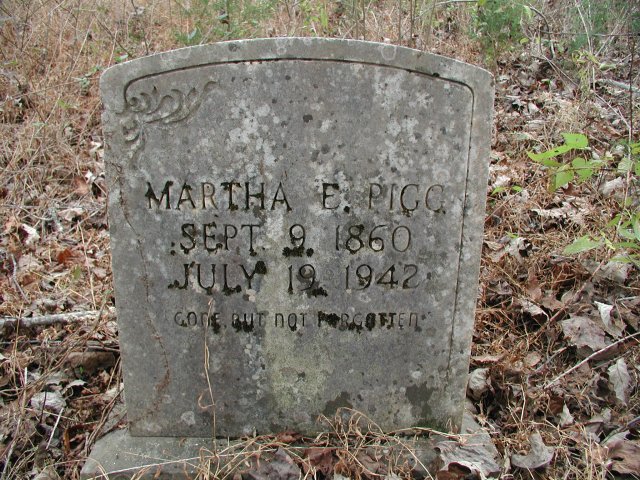 MARTHA E. PIGG
SEPT. 9. 1860
JULY 19. 1942
GONE, BUT NOT FORGOTTEN